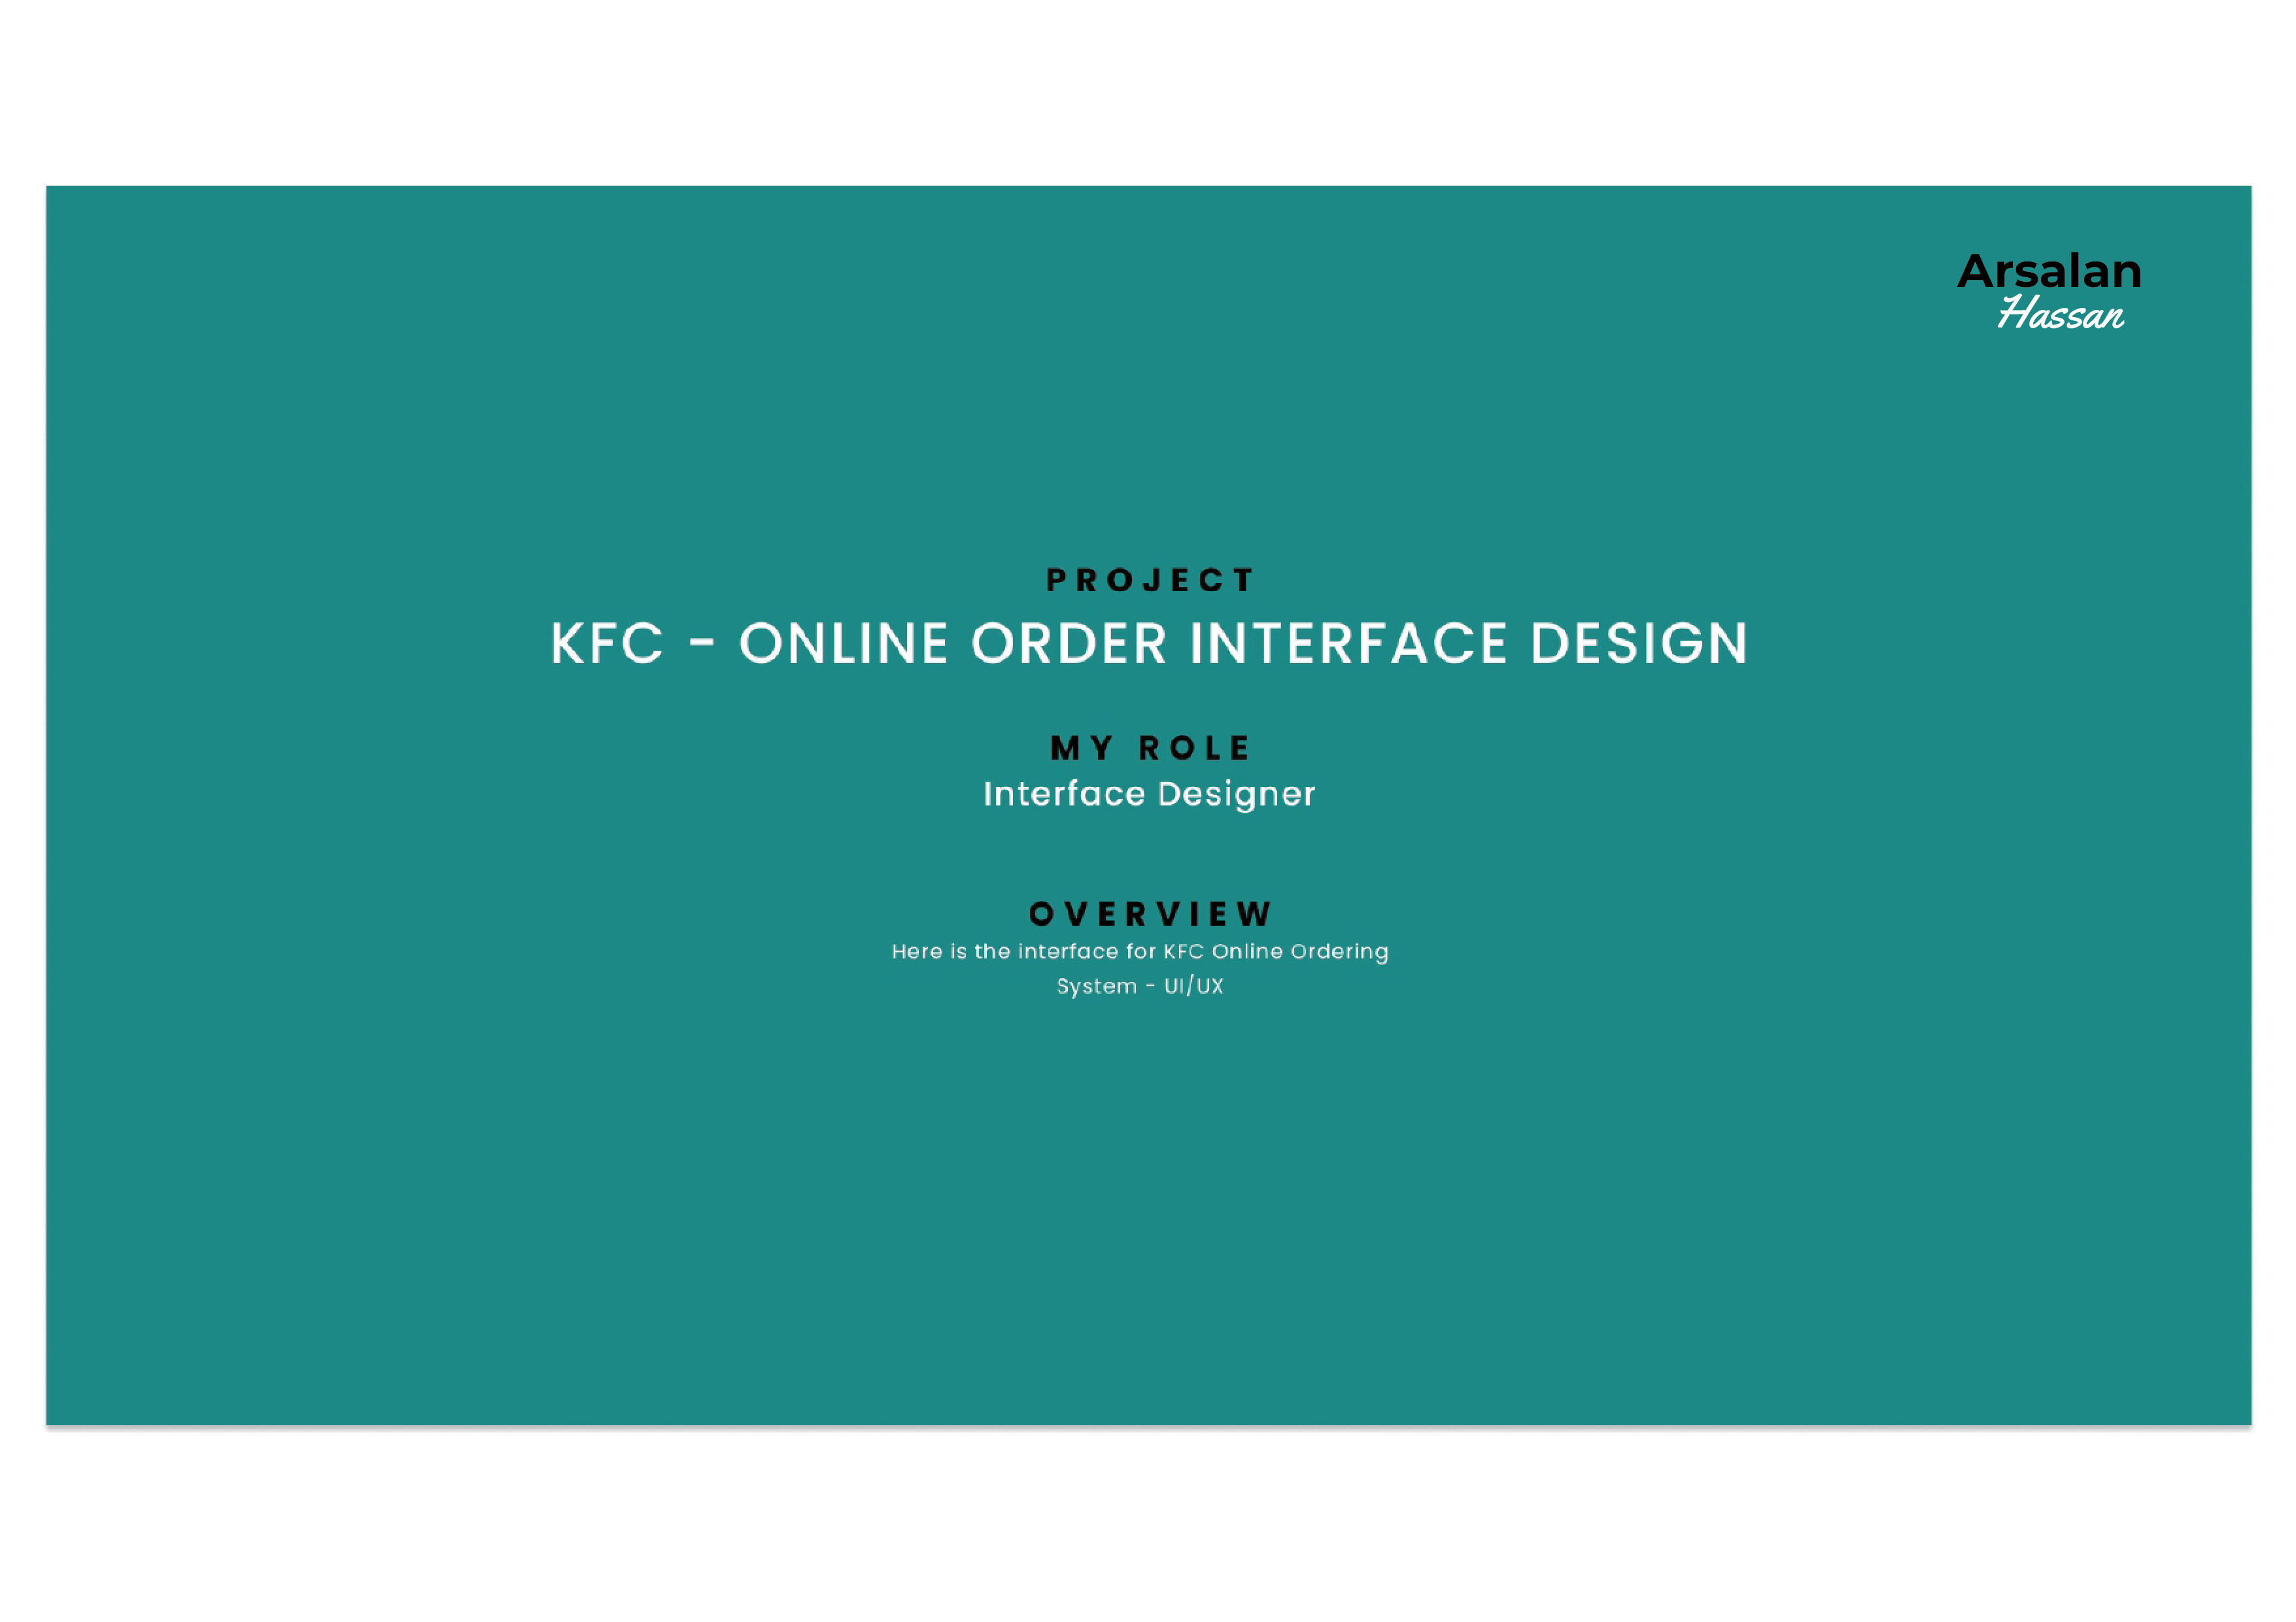 Arsalan
Hassan
PROJECT
KFC - ONLINE ORDER INTERFACE DESIGN
MY ROLE
Interface Designer
OVERVIEW
Here is the interface for KFC Online Ordering
System - UI/UX